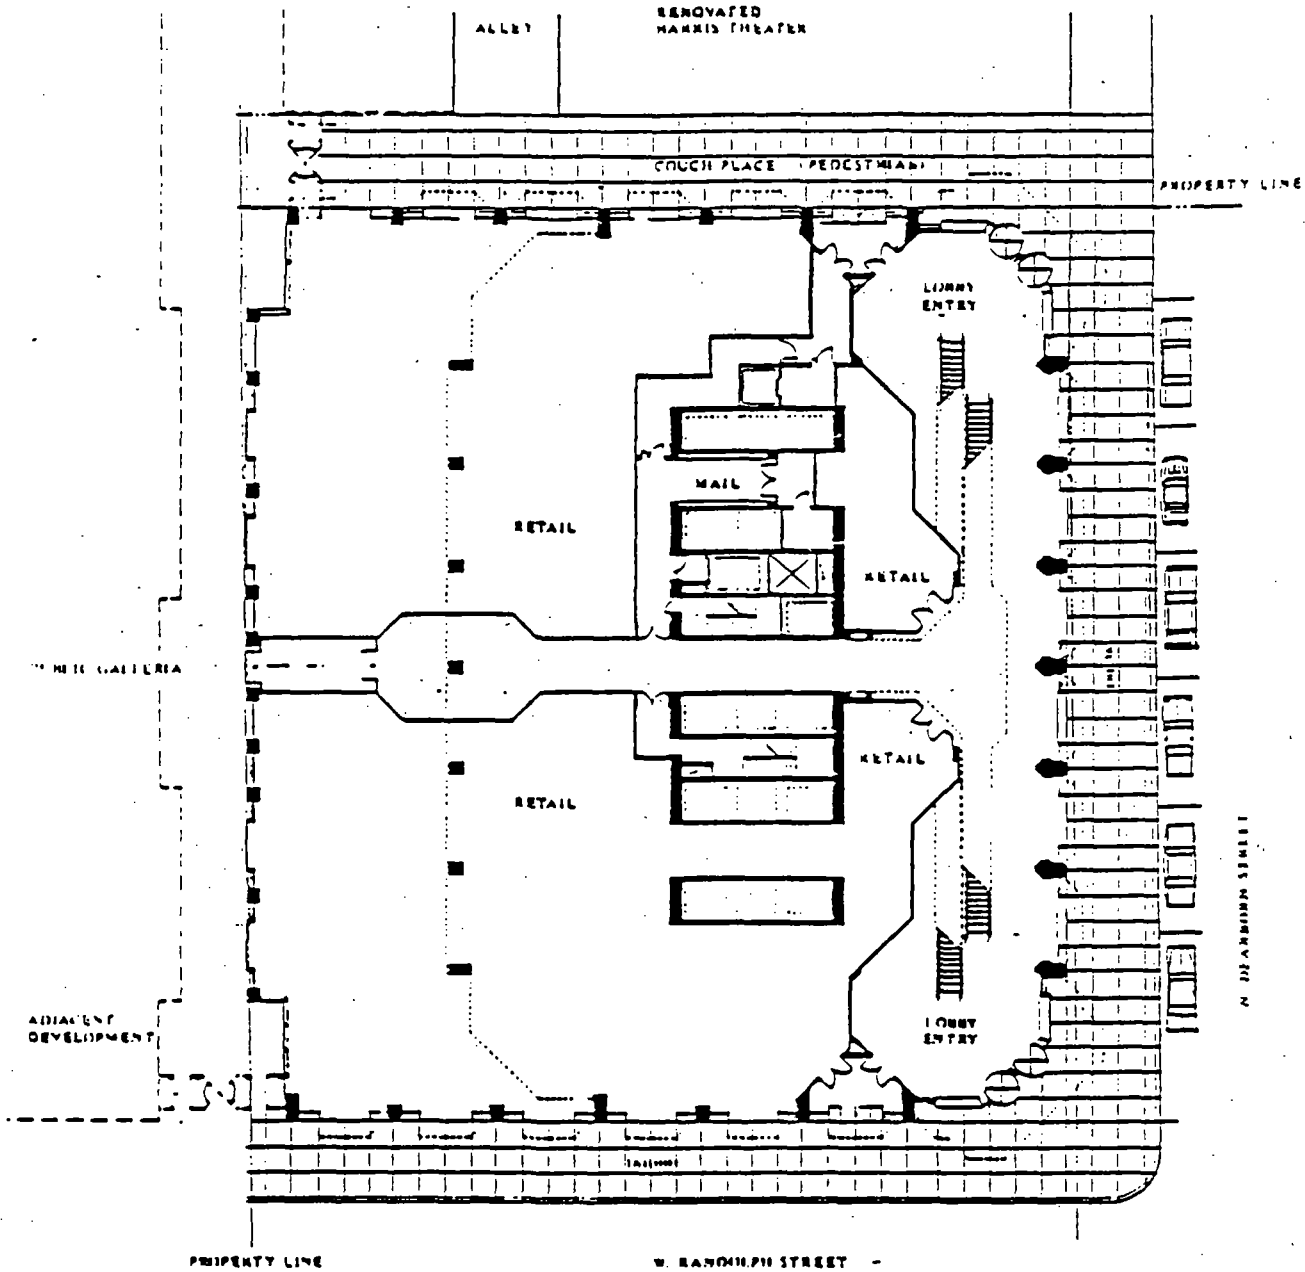 ALLEY
RENOVATED
HARRIS THEATER
COUCH PLACE (PEDESTRIAN)
PROPERTY LINE
LOBBY
ENTRY
MAIL
RETAIL
RETAIL
GALLERIA
RETAIL
RETAIL
N. DEARBORN STREET
ADJACENT
DEVELOPMENT
LOBBY
ENTRY
PROPERTY LINE
W. RANDOLPH STREET